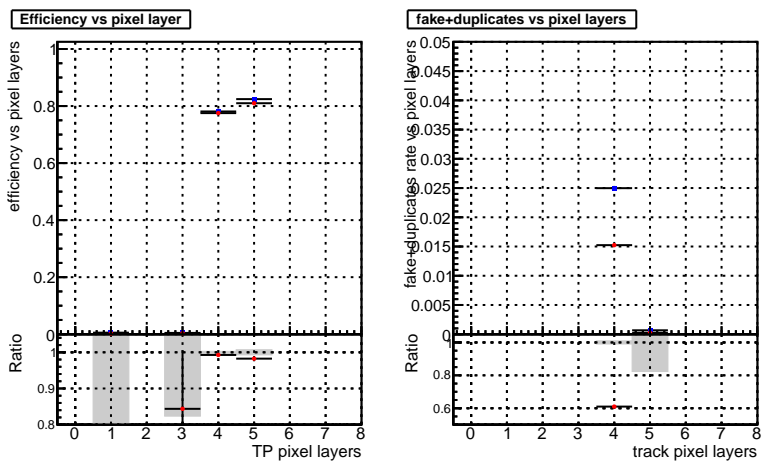 Efficiency vs pixel layer
efficiency vs pixel layers
1
0.8
0.6
0.4
0.2
0
Ratio
1
0.9
0.8
0 1 2 3 4 5 6 7 8
TP pixel layers
fake+duplicates vs pixel layers
fake+duplicates rate vs pixel layers
0.05
0.045
0.04
0.035
0.03
0.025
0.02
0.015
0.01
0.005
0
Ratio
1
0.8
0.6
0 1 2 3 4 5 6 7 8
track pixel layers